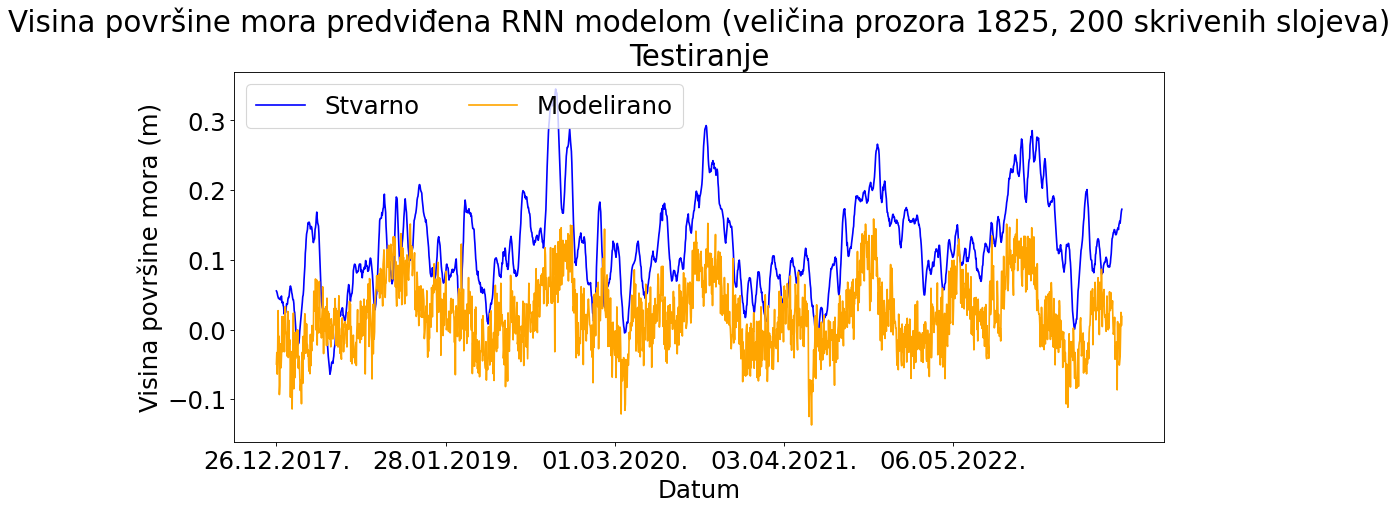 Visina površine mora predviđena RNN modelom (veličina prozora 1825, 200 skrivenih slojeva)
Testiranje
Stvarno Modelirano
Visina površine mora (m)
0.3
0.2
0.1
0.0
−0.1
26.12.2017. 28.01.2019. 01.03.2020. 03.04.2021. 06.05.2022.
Datum